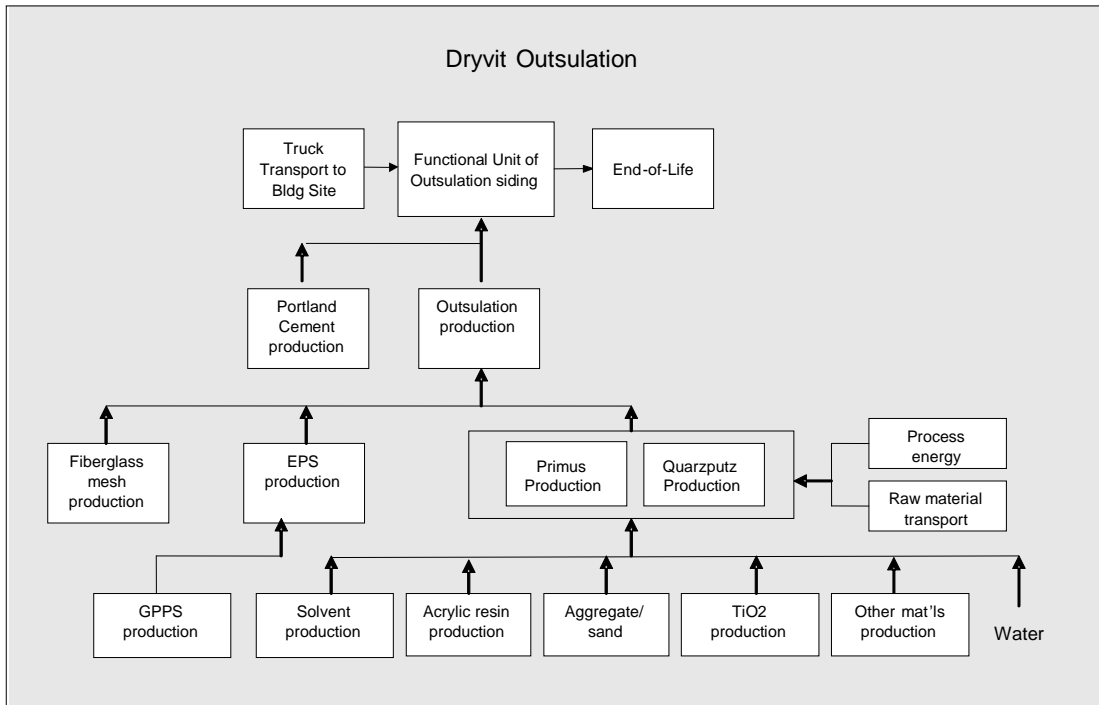 Dryvit Outsulation
Truck
Transport to
Bldg Site
Functional Unit of
Outsulation siding
End-of-Life
Portland
Cement
production
Outsulation
production
Fiberglass
mesh
production
EPS
production
Primus
Production
Quarzputz
Production
Process
energy
Raw material
transport
GPPS
production
Solvent
production
Acrylic resin
production
Aggregate/
sand
TiO2
production
Other mat'ls
production
Water